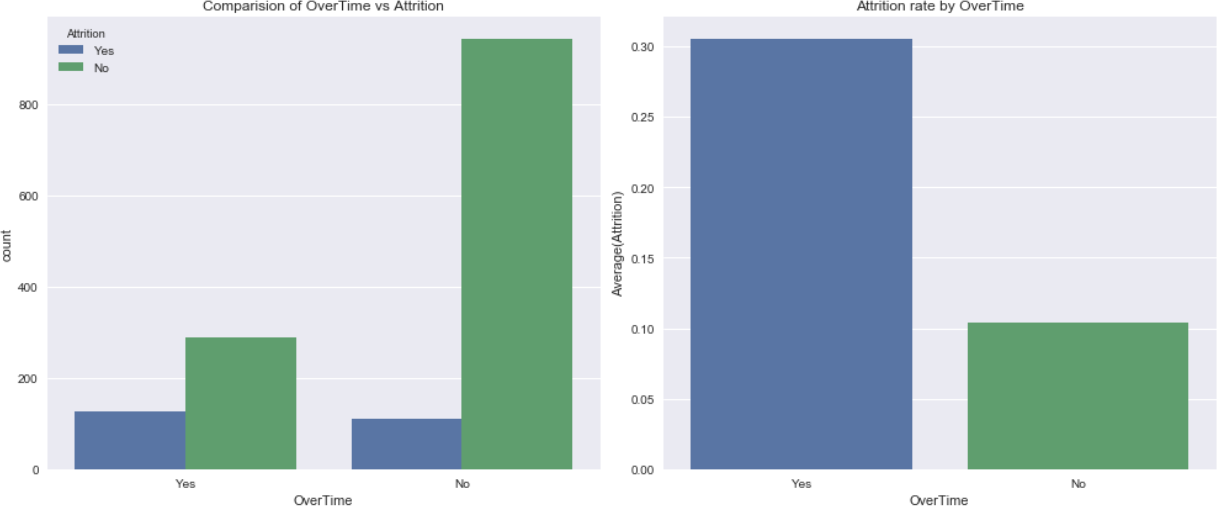 Comparision of OverTime vs Attrition
Attrition
Yes
No
800
600
400
200
0
count
Yes
No
OverTime
Attrition rate by OverTime
0.30
0.25
0.20
0.15
0.10
0.05
0.00
Average(Attrition)
Yes
No
OverTime